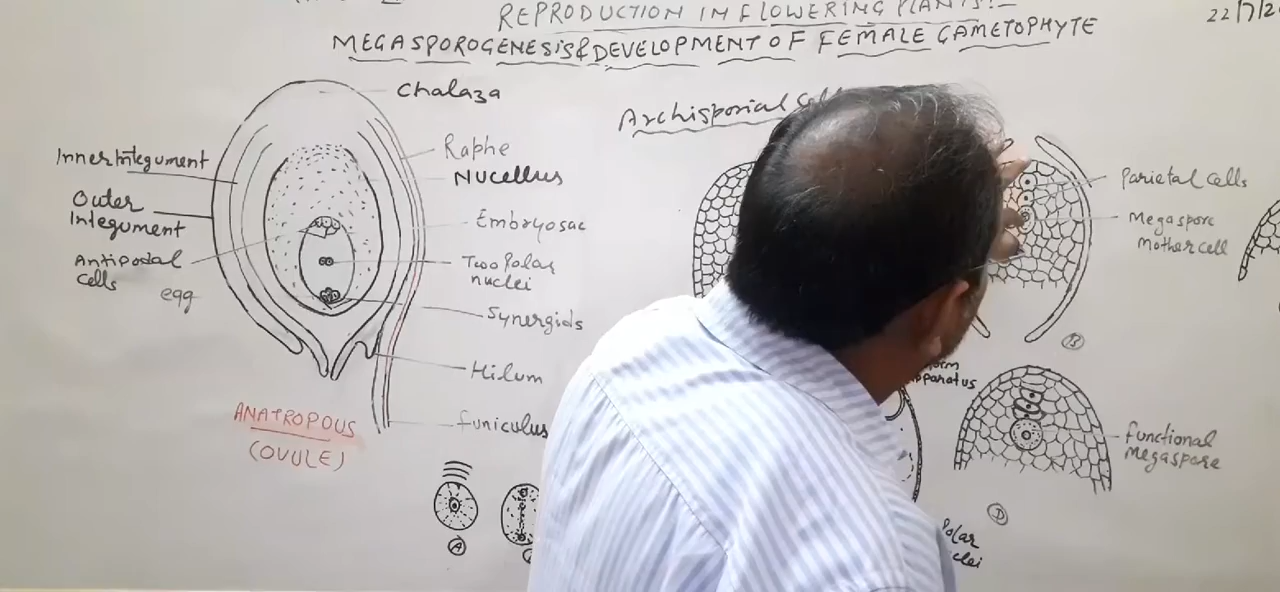 REPRODUCTION IN FLOWERING PLANTS:-
22/7/2
MEGASPOROGENESIS & DEVELOPMENT OF FEMALE GAMETOPHYTE
Chalaza
Inner Integument
Raphe
Nucellus
Outer
Integument
Embryosac
Antipodal
Cells
Two Polar
nuclei
egg
Synergids
Hilum
funiculus
ANATROPOUS
(OVULE)
A
Archisporial
Parietal Cells
Megaspore
Mother cell
B
apparatus
functional
Megaspore
D
Polar